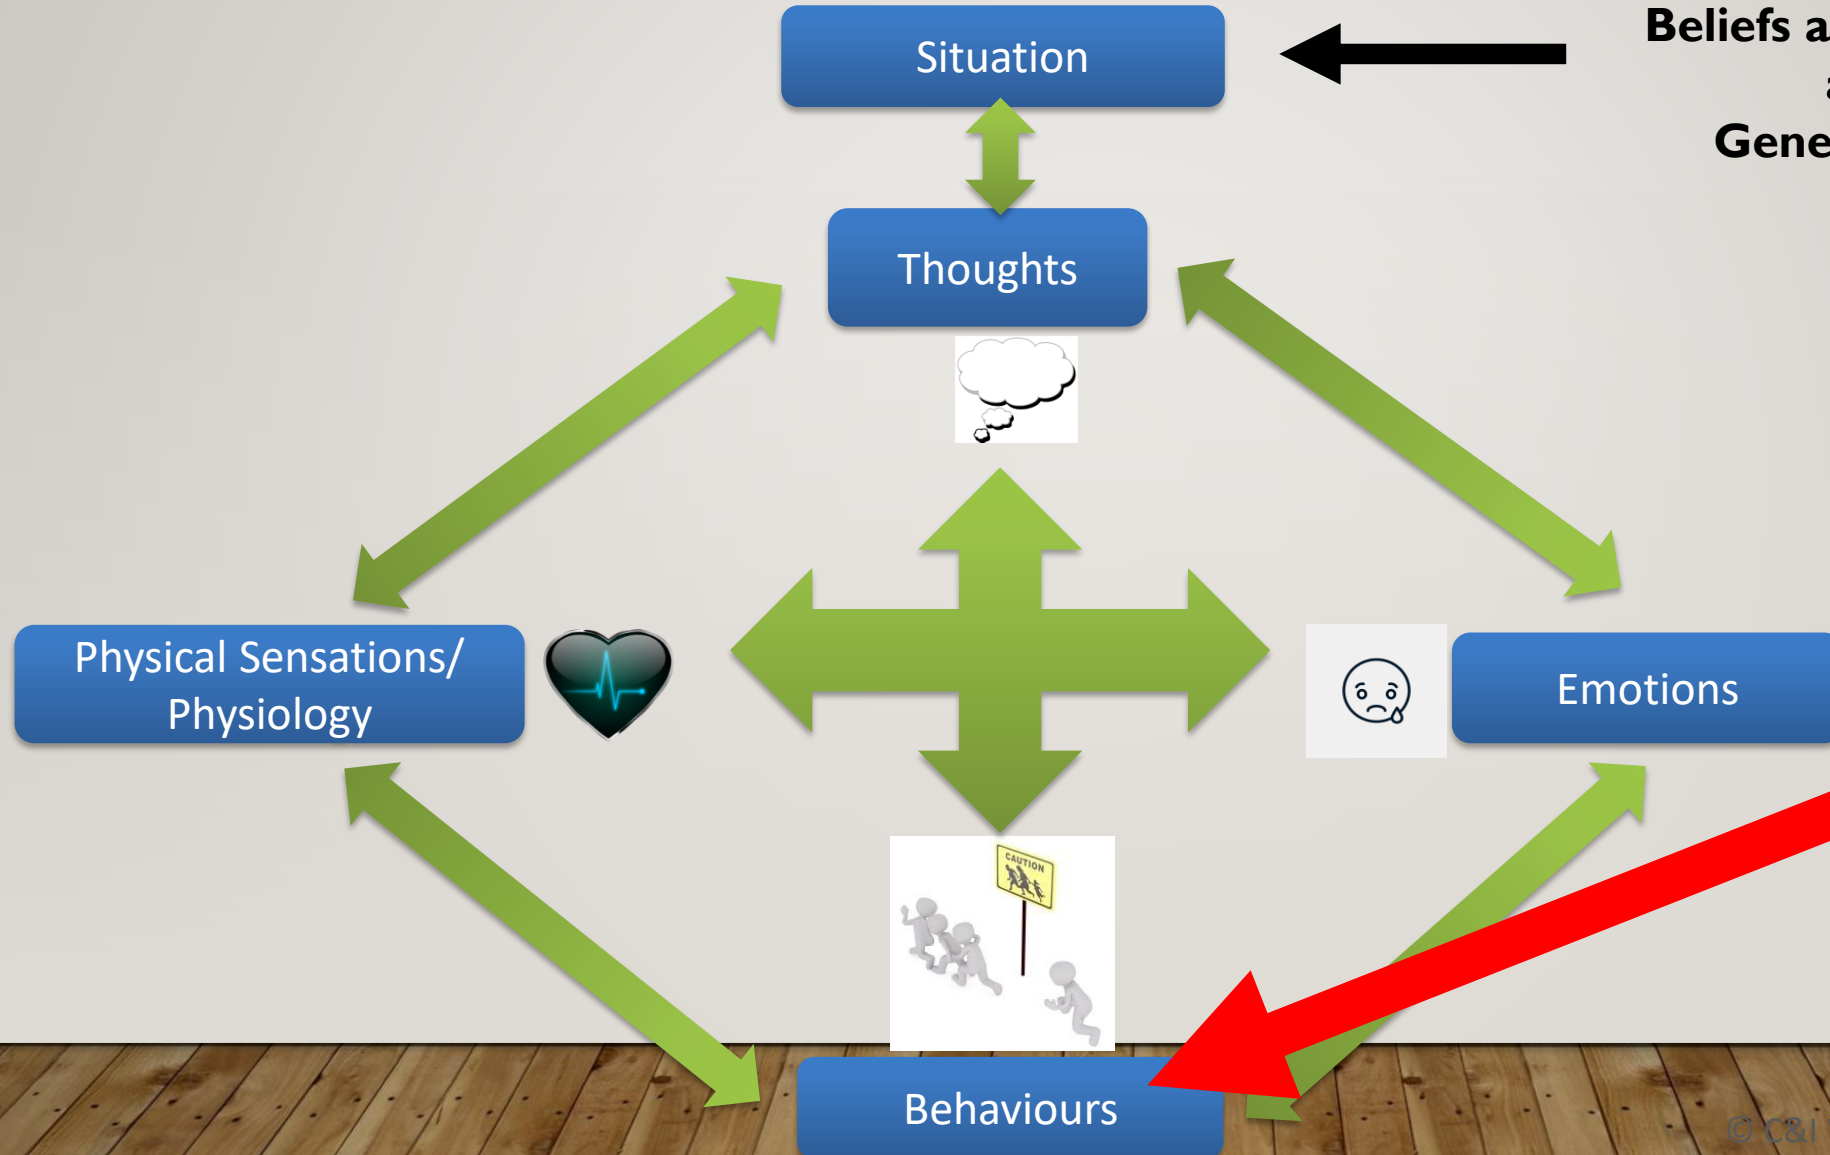 Situation
Beliefs a
a
Gene
Thoughts
Physical Sensations/
Physiology
Emotions
CAUTION
Behaviours
© C&I